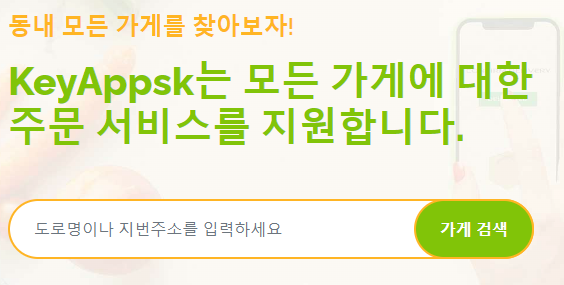 동내 모든 가게를 찾아보자!
KeyAppsk는 모든 가게에 대한
주문 서비스를 지원합니다.
도로명이나 지번주소를 입력하세요
가게 검색